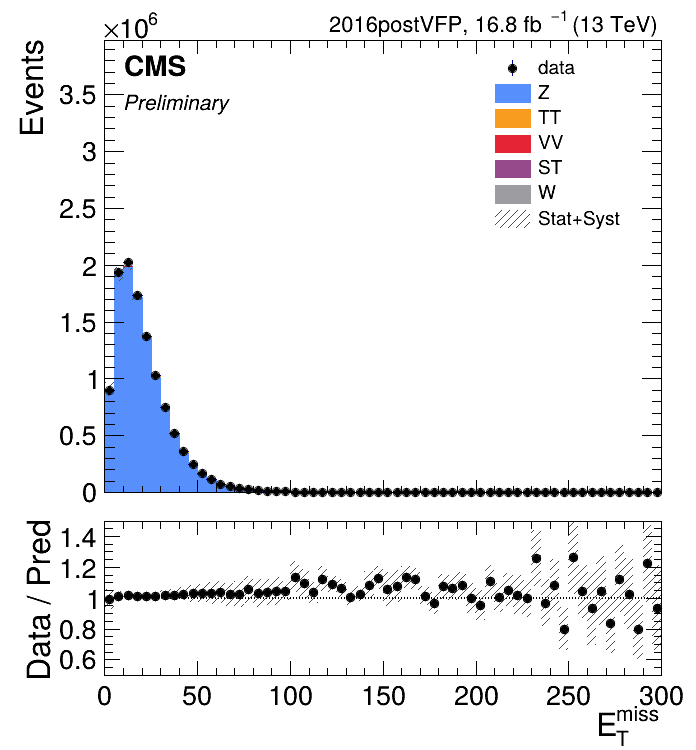 ×10⁶
2016postVFP, 16.8 fb⁻¹ (13 TeV)
CMS
Preliminary
Events
data
Z
TT
VV
ST
W
Stat+Syst
3.5
3
2.5
2
1.5
1
0.5
0
Data / Pred
1.4
1.2
1
0.8
0.6
0 50 100 150 200 250 300
E_T^miss